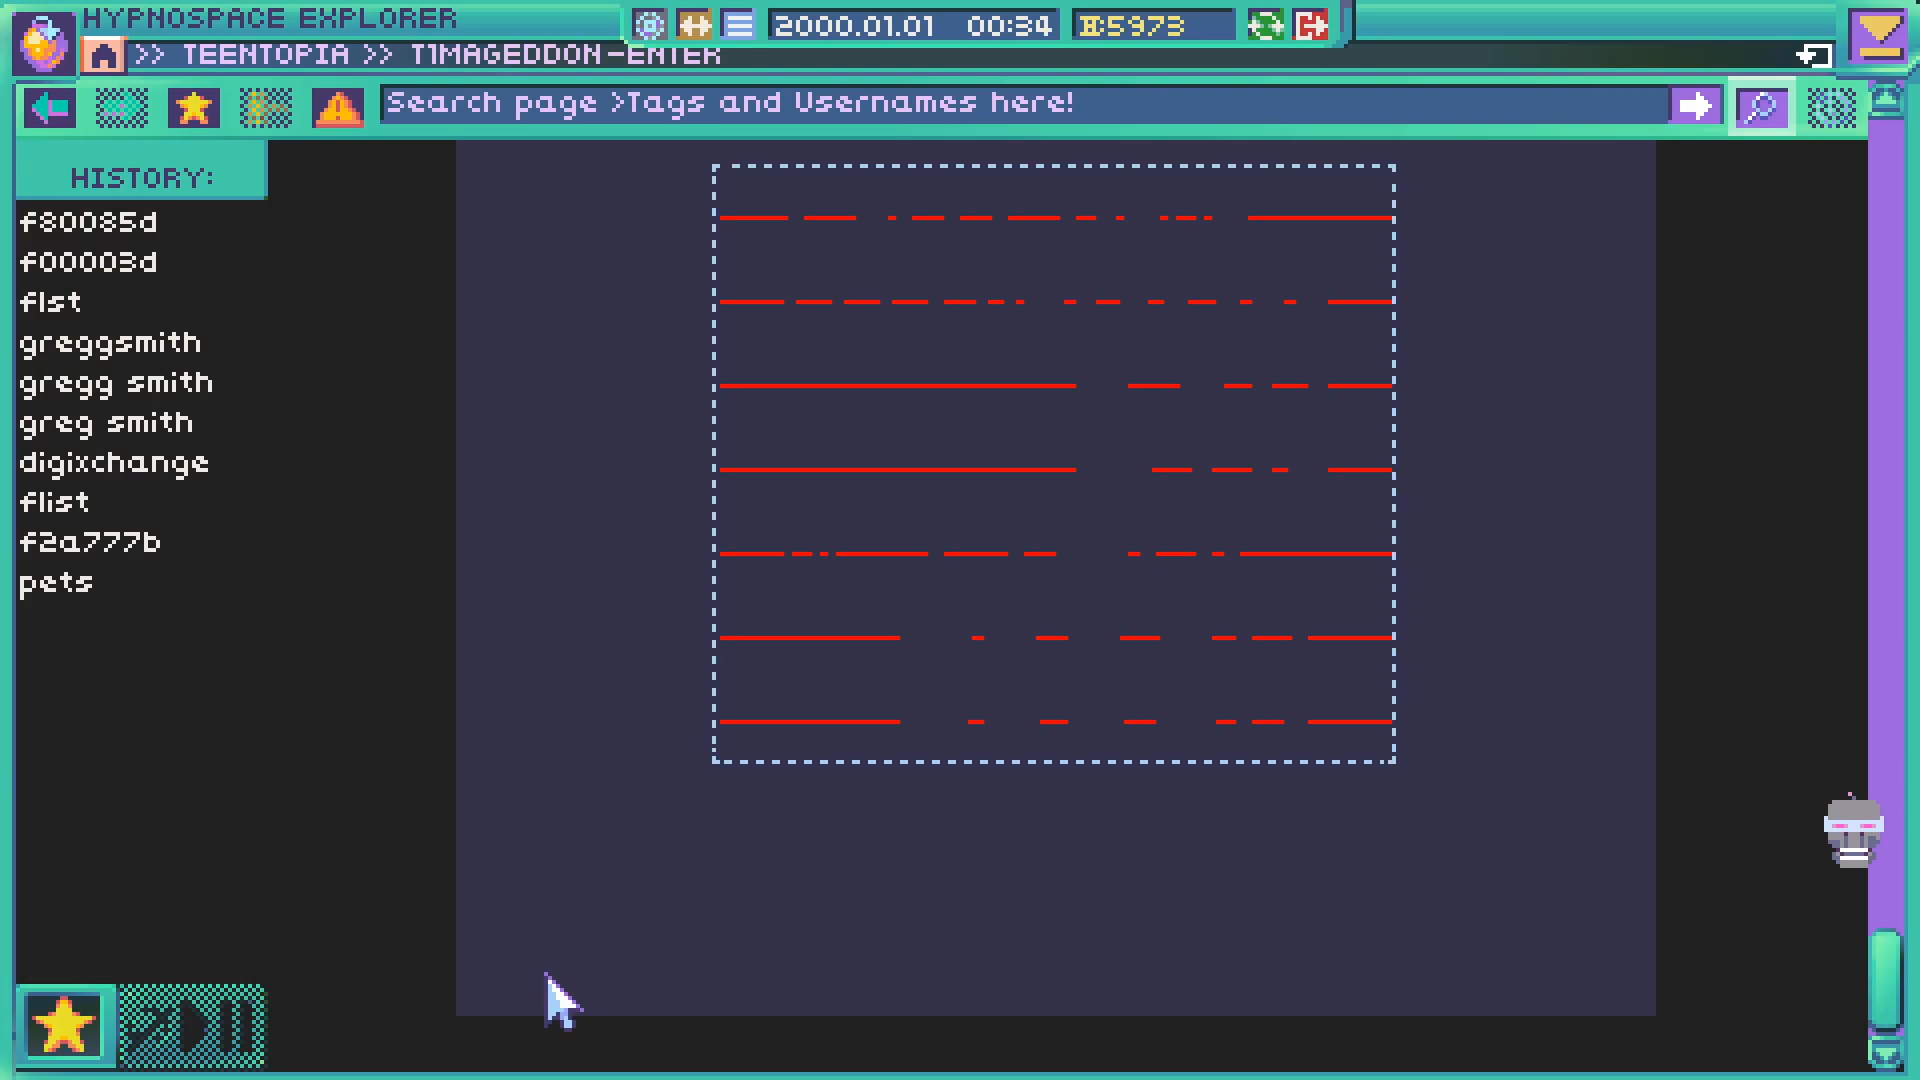 HYPNOSPACE EXPLORER
2000.01.01 00:34
5973
>> TEENTOPIA >> T1MAGEDDON-ENTER
Search page >Tags and Usernames here!
HISTORY:
f80085d
f00003d
flst
greggsmith
gregg smith
greg smith
digixchange
flist
f2a777b
pets